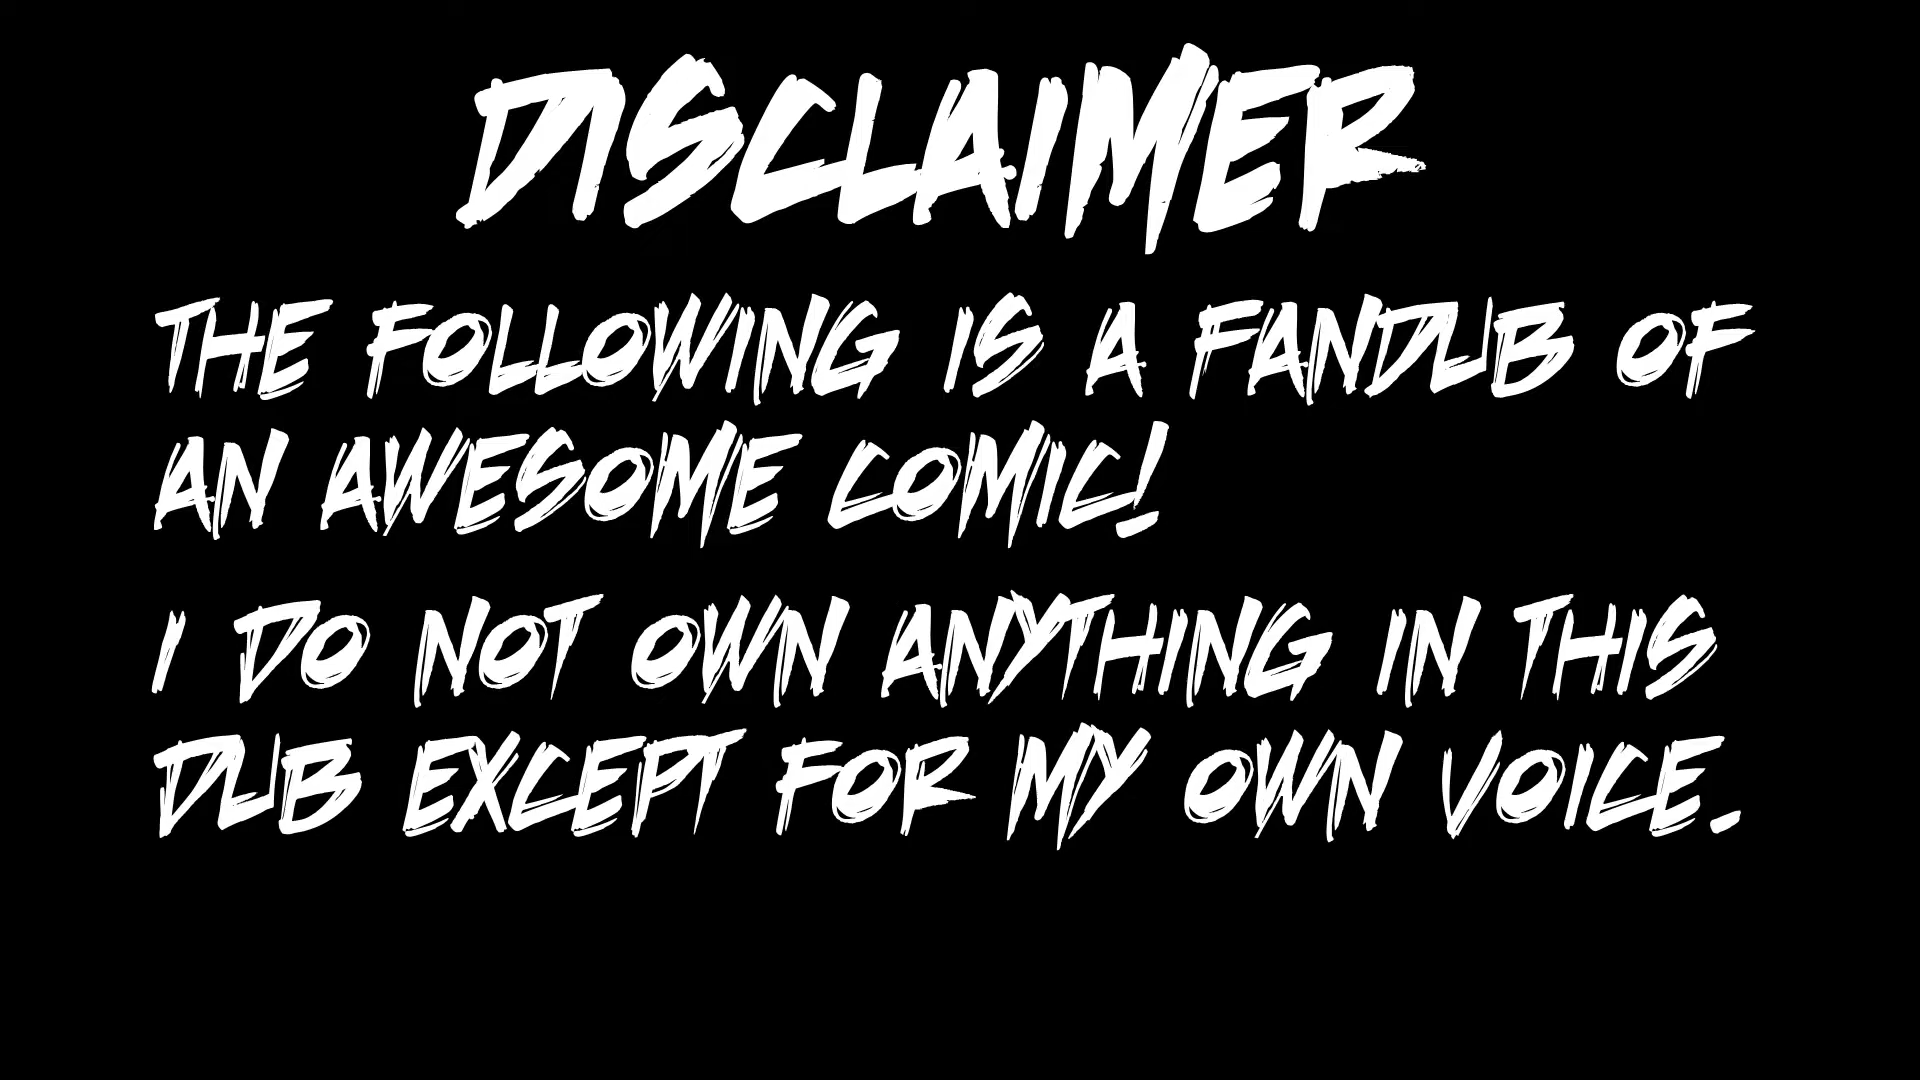 DISCLAIMER
THE FOLLOWING IS A FANDUB OF
AN AWESOME COMIC!
I DO NOT OWN ANYTHING IN THIS
DUB EXCEPT FOR MY OWN VOICE.